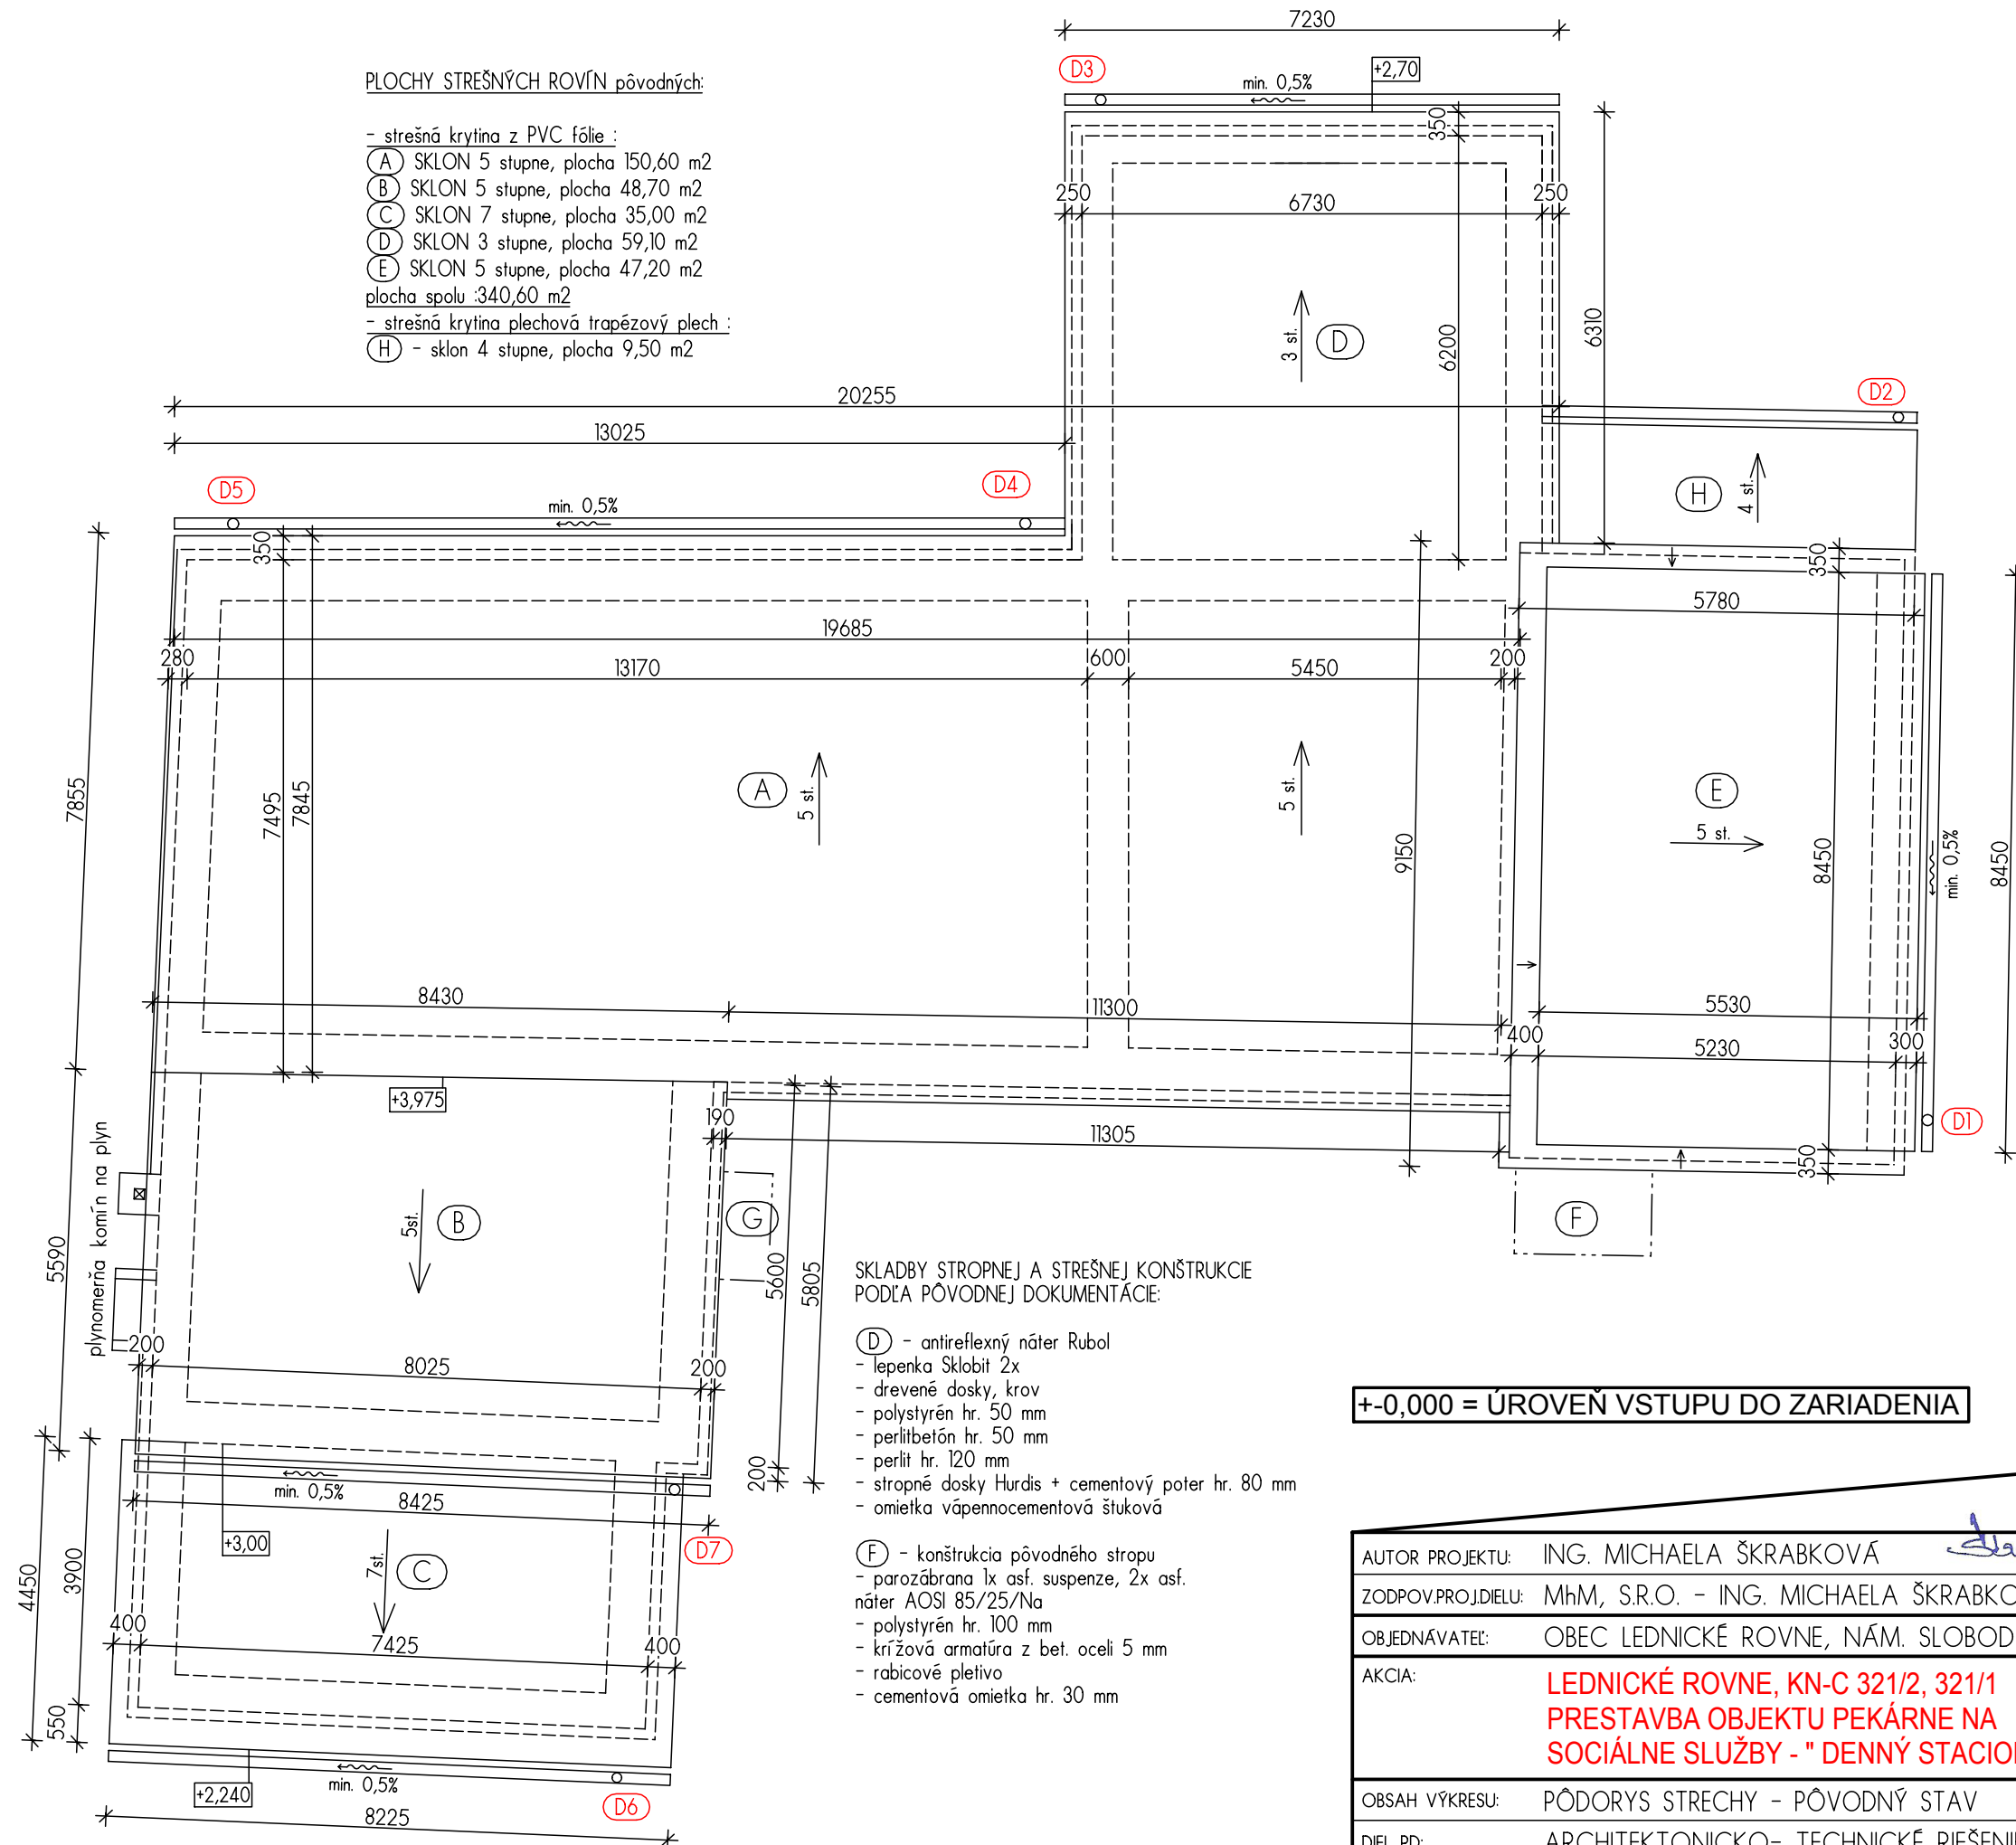 7230
D3
min. 0,5%
+2,70
PLOCHY STREŠNÝCH ROVÍN pôvodných:
- strešná krytina z PVC fólie :
A SKLON 5 stupne, plocha 150,60 m2
B SKLON 5 stupne, plocha 48,70 m2
C SKLON 7 stupne, plocha 35,00 m2
D SKLON 3 stupne, plocha 59,10 m2
E SKLON 5 stupne, plocha 47,20 m2
plocha spolu :340,60 m2
- strešná krytina plechová trapézový plech :
H - sklon 4 stupne, plocha 9,50 m2
350
250
6730
250
6310
3 st.
D
6200
20255
13025
D2
D5
D4
min. 0,5%
H
4 st.
350
350
5780
19685
280
13170
600
5450
200
7855
7495
7845
A
5 st.
5 st.
E
5 st.
9150
8450
min. 0,5%
8450
8430
11300
5530
400
5230
300
+3,975
190
11305
D1
350
plynomerňa komín na plyn
5st.
B
G
F
5590
5600
5805
SKLADBY STROPNEJ A STREŠNEJ KONŠTRUKCIE
PODĽA PÔVODNEJ DOKUMENTÁCIE:
D - antireflexný náter Rubol
- lepenka Sklobit 2x
- drevené dosky, krov
- polystyrén hr. 50 mm
- perlitbetón hr. 50 mm
- perlit hr. 120 mm
- stropné dosky Hurdis + cementový poter hr. 80 mm
- omietka vápennocementová štuková
200
8025
200
+-0,000 = ÚROVEŇ VSTUPU DO ZARIADENIA
200
min. 0,5%
8425
+3,00
D7
7st.
C
4450
3900
400
7425
400
550
F - konštrukcia pôvodného stropu
- parozábrana 1x asf. suspenze, 2x asf.
náter AOSI 85/25/Na
- polystyrén hr. 100 mm
- krížová armatúra z bet. oceli 5 mm
- rabicové pletivo
- cementová omietka hr. 30 mm
+2,240
min. 0,5%
D6
8225
AUTOR PROJEKTU: ING. MICHAELA ŠKRABKOVÁ
ZODPOV.PROJ.DIELU: MhM, S.R.O. - ING. MICHAELA ŠKRABKO
OBJEDNÁVATEĽ: OBEC LEDNICKÉ ROVNE, NÁM. SLOBOD
AKCIA: LEDNICKÉ ROVNE, KN-C 321/2, 321/1
PRESTAVBA OBJEKTU PEKÁRNE NA
SOCIÁLNE SLUŽBY - " DENNÝ STACIO
OBSAH VÝKRESU: PÔDORYS STRECHY - PÔVODNÝ STAV
DIEL PD: ARCHITEKTONICKO- TECHNICKÉ RIEŠENI